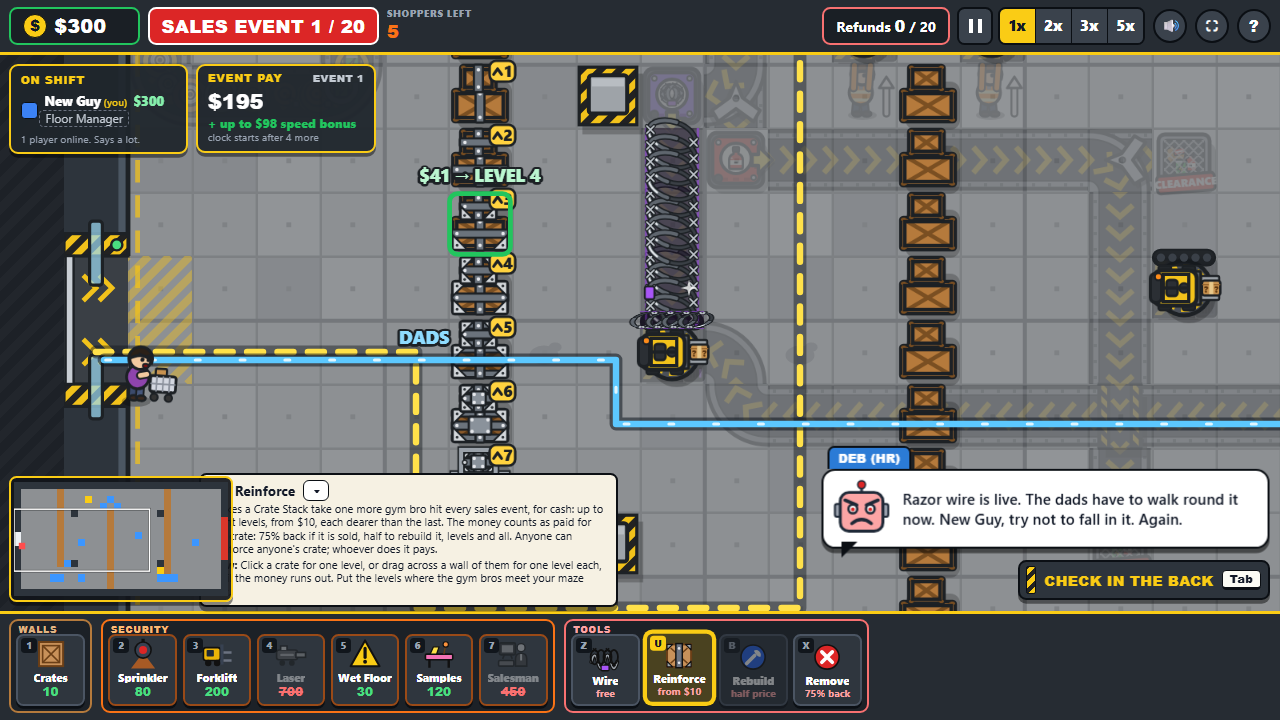 $ $300
SALES EVENT 1 / 20
SHOPPERS LEFT
5
Refunds 0 / 20
1x
2x
3x
5x
?
ON SHIFT
New Guy (you) $300
Floor Manager
1 player online. Says a lot.
EVENT PAY EVENT 1
$195
+ up to $98 speed bonus
clock starts after 4 more
1
2
$41 → LEVEL 4
4
5
6
7
DADS
CLEARANCE
DEB (HR)
Razor wire is live. The dads have to walk round it
now. New Guy, try not to fall in it. Again.
CHECK IN THE BACK Tab
Reinforce
es a Crate Stack take one more gym bro hit every sales event, for cash: up to
levels, from $10, each dearer than the last. The money counts as paid for
crate: 75% back if it is sold, half to rebuild it, levels and all. Anyone can
orce anyone's crate; whoever does it pays.
: Click a crate for one level, or drag across a wall of them for one level each,
the money runs out. Put the levels where the gym bros meet your maze
WALLS
1
Crates
10
SECURITY
2
Sprinkler
80
3
Forklift
200
4
Laser
700
5
Wet Floor
30
6
Samples
120
7
Salesman
450
TOOLS
Z
Wire
free
U
Reinforce
from $10
B
Rebuild
half price
X
Remove
75% back